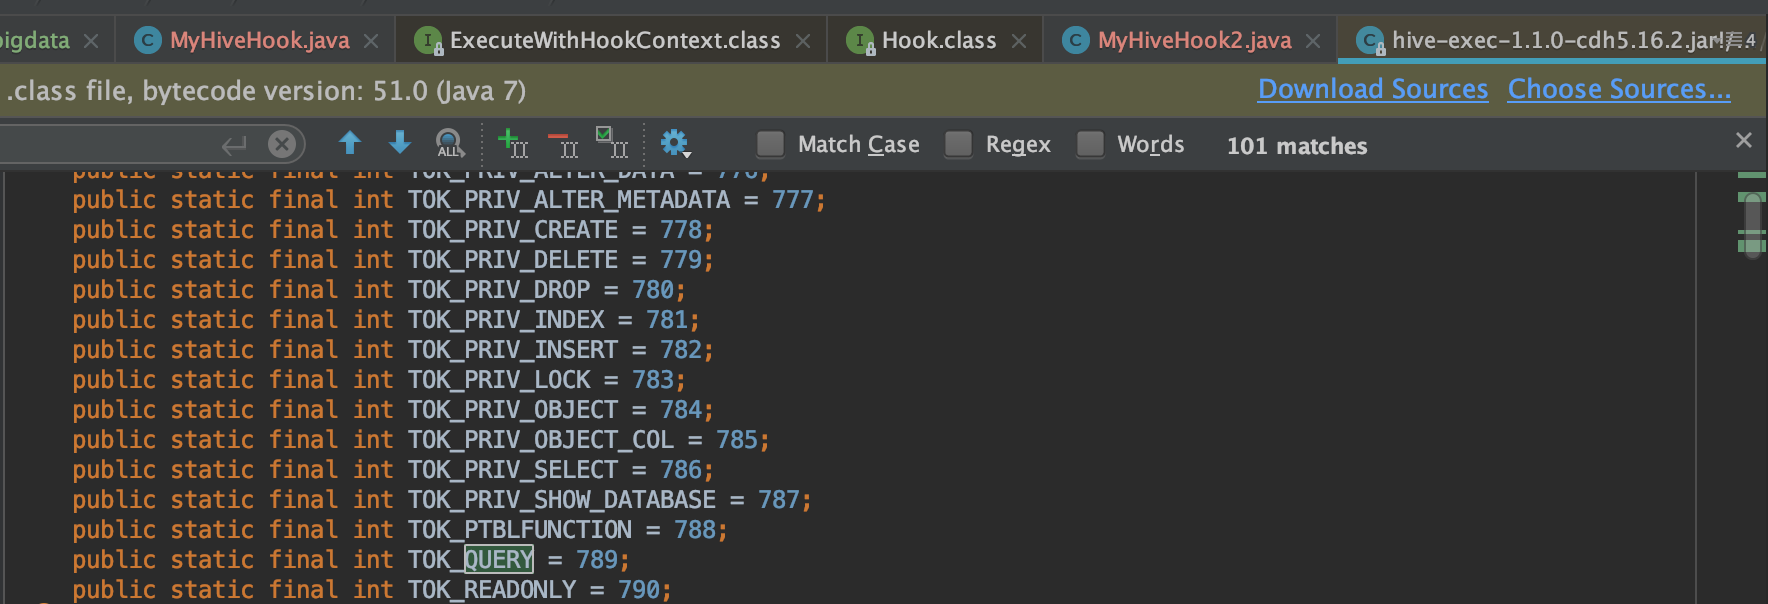 igdata MyHiveHook.java ExecuteWithHookContext.class Hook.class MyHiveHook2.java hive-exec-1.1.0-cdh5.16.2.jar!/... 4
.class file, bytecode version: 51.0 (Java 7) Download Sources Choose Sources...
ALL II II II Match Case Regex Words 101 matches
public static final int TOK_PRIV_ALTER_DATA = 776;
public static final int TOK_PRIV_ALTER_METADATA = 777;
public static final int TOK_PRIV_CREATE = 778;
public static final int TOK_PRIV_DELETE = 779;
public static final int TOK_PRIV_DROP = 780;
public static final int TOK_PRIV_INDEX = 781;
public static final int TOK_PRIV_INSERT = 782;
public static final int TOK_PRIV_LOCK = 783;
public static final int TOK_PRIV_OBJECT = 784;
public static final int TOK_PRIV_OBJECT_COL = 785;
public static final int TOK_PRIV_SELECT = 786;
public static final int TOK_PRIV_SHOW_DATABASE = 787;
public static final int TOK_PTBLFUNCTION = 788;
public static final int TOK_QUERY = 789;
public static final int TOK_READONLY = 790;